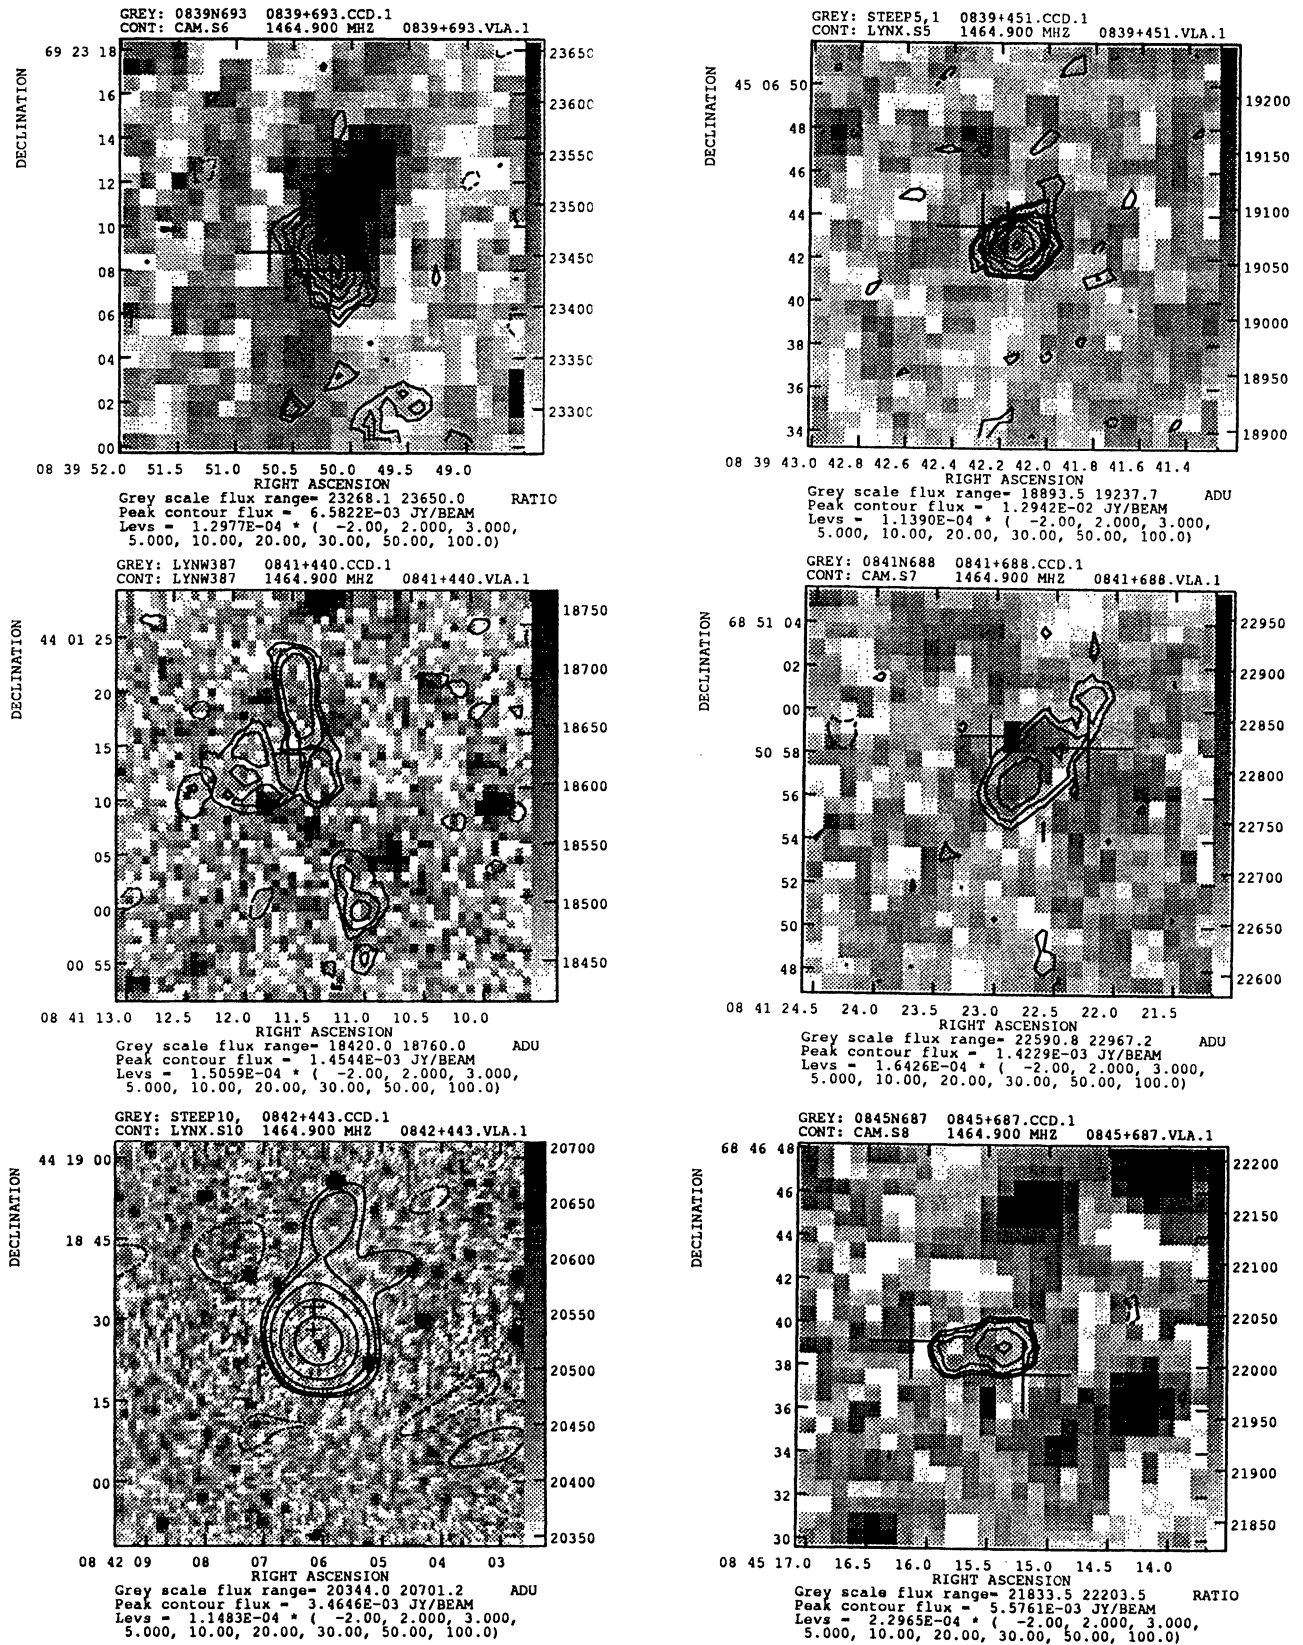 GREY: 0839N693 0839+693.CCD.1
CONT: CAM.S6 1464.900 MHZ 0839+693.VLA.1
DECLINATION
69 23 18
16
14
12
10
08
06
04
02
00
23650
23600
23550
23500
23450
23400
23350
23300
08 39 52.0 51.5 51.0 50.5 50.0 49.5 49.0
RIGHT ASCENSION
Grey scale flux range= 23268.1 23650.0 RATIO
Peak contour flux = 6.5822E-03 JY/BEAM
Levs = 1.2977E-04 * ( -2.00, 2.000, 3.000,
5.000, 10.00, 20.00, 30.00, 50.00, 100.0)
GREY: STEEP5,1 0839+451.CCD.1
CONT: LYNX.S5 1464.900 MHZ 0839+451.VLA.1
DECLINATION
45 06 50
48
46
44
42
40
38
36
34
19200
19150
19100
19050
19000
18950
18900
08 39 43.0 42.8 42.6 42.4 42.2 42.0 41.8 41.6 41.4
RIGHT ASCENSION
Grey scale flux range= 18893.5 19237.7 ADU
Peak contour flux = 1.2942E-02 JY/BEAM
Levs = 1.1390E-04 * ( -2.00, 2.000, 3.000,
5.000, 10.00, 20.00, 30.00, 50.00, 100.0)
GREY: LYNW387 0841+440.CCD.1
CONT: LYNW387 1464.900 MHZ 0841+440.VLA.1
DECLINATION
44 01 25
20
15
10
05
00
00 55
18750
18700
18650
18600
18550
18500
18450
08 41 13.0 12.5 12.0 11.5 11.0 10.5 10.0
RIGHT ASCENSION
Grey scale flux range= 18420.0 18760.0 ADU
Peak contour flux = 1.4544E-03 JY/BEAM
Levs = 1.5059E-04 * ( -2.00, 2.000, 3.000,
5.000, 10.00, 20.00, 30.00, 50.00, 100.0)
GREY: 0841N688 0841+688.CCD.1
CONT: CAM.S7 1464.900 MHZ 0841+688.VLA.1
DECLINATION
68 51 04
02
00
50 58
56
54
52
50
48
22950
22900
22850
22800
22750
22700
22650
22600
08 41 24.5 24.0 23.5 23.0 22.5 22.0 21.5
RIGHT ASCENSION
Grey scale flux range= 22590.8 22967.2 ADU
Peak contour flux = 1.4229E-03 JY/BEAM
Levs = 1.6426E-04 * ( -2.00, 2.000, 3.000,
5.000, 10.00, 20.00, 30.00, 50.00, 100.0)
GREY: STEEP10, 0842+443.CCD.1
CONT: LYNX.S10 1464.900 MHZ 0842+443.VLA.1
DECLINATION
44 19 00
18 45
30
15
00
20700
20650
20600
20550
20500
20450
20400
20350
08 42 09 08 07 06 05 04 03
RIGHT ASCENSION
Grey scale flux range= 20344.0 20701.2 ADU
Peak contour flux = 3.4646E-03 JY/BEAM
Levs = 1.1483E-04 * ( -2.00, 2.000, 3.000,
5.000, 10.00, 20.00, 30.00, 50.00, 100.0)
GREY: 0845N687 0845+687.CCD.1
CONT: CAM.S8 1464.900 MHZ 0845+687.VLA.1
DECLINATION
68 46 48
46
44
42
40
38
36
34
32
30
22200
22150
22100
22050
22000
21950
21900
21850
08 45 17.0 16.5 16.0 15.5 15.0 14.5 14.0
RIGHT ASCENSION
Grey scale flux range= 21833.5 22203.5 RATIO
Peak contour flux = 5.5761E-03 JY/BEAM
Levs = 2.2965E-04 * ( -2.00, 2.000, 3.000,
5.000, 10.00, 20.00, 30.00, 50.00, 100.0)